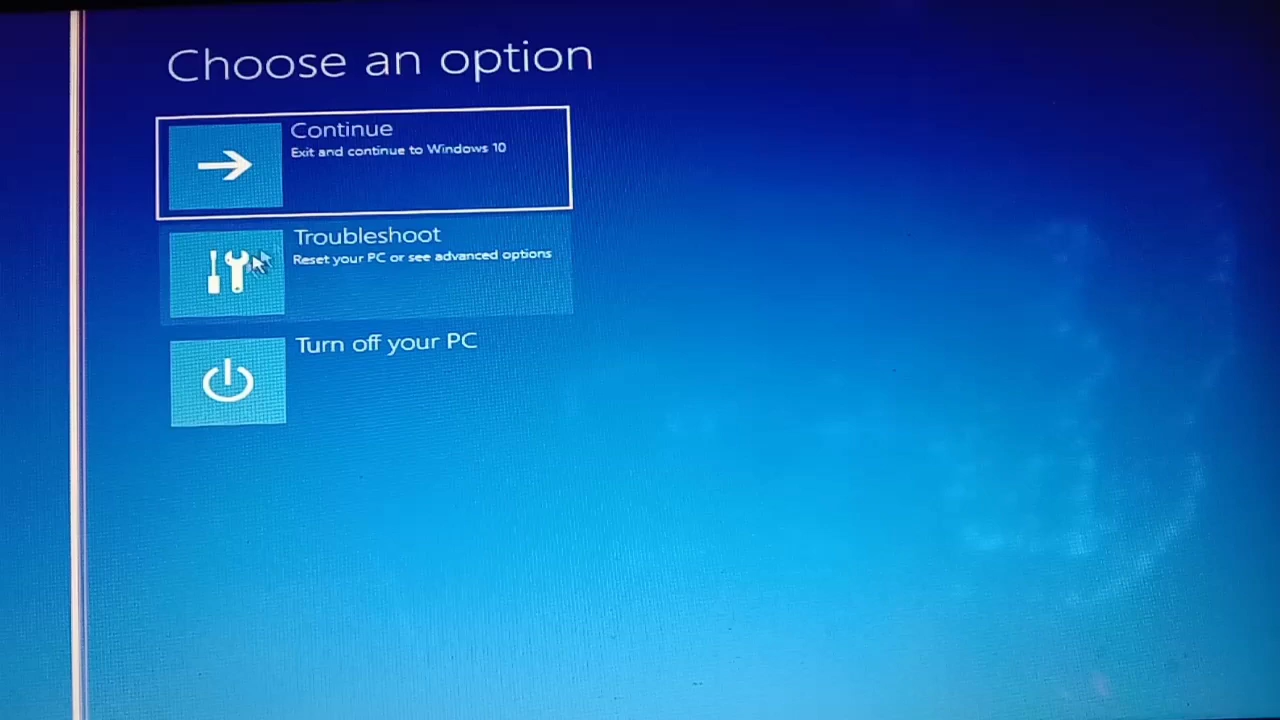 Choose an option
Continue
Exit and continue to Windows 10
Troubleshoot
Reset your PC or see advanced options
Turn off your PC